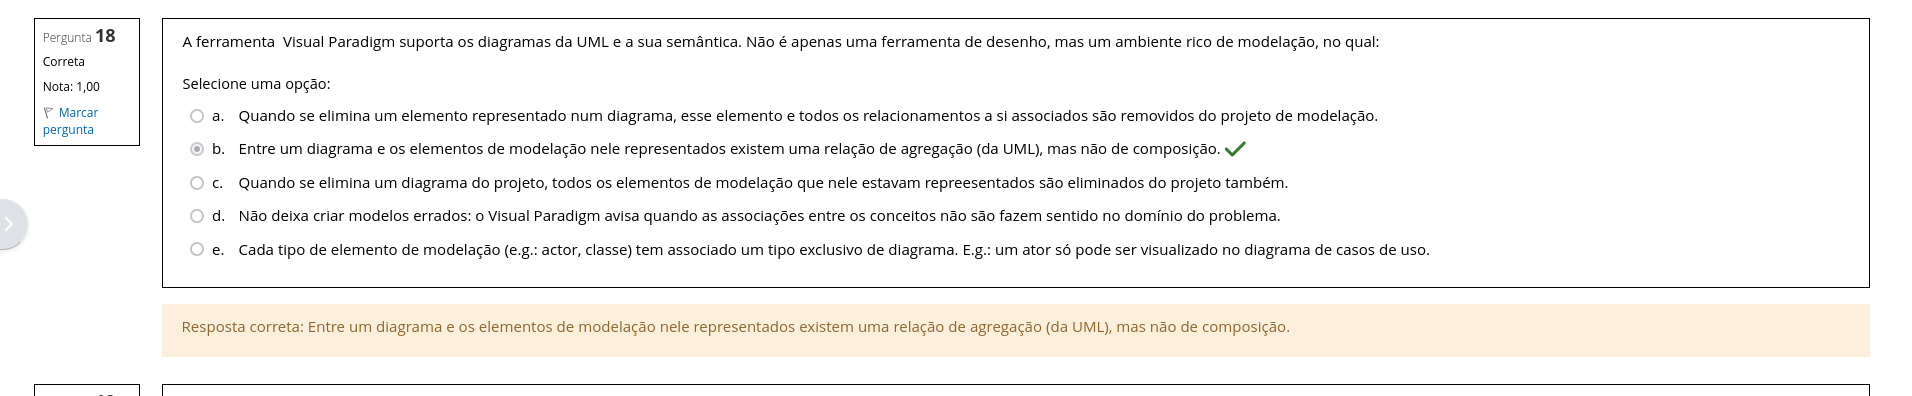 Pergunta 18
Correta
Nota: 1,00
Marcar
pergunta
A ferramenta  Visual Paradigm suporta os diagramas da UML e a sua semântica. Não é apenas uma ferramenta de desenho, mas um ambiente rico de modelação, no qual:
Selecione uma opção:
a. Quando se elimina um elemento representado num diagrama, esse elemento e todos os relacionamentos a si associados são removidos do projeto de modelação.
b. Entre um diagrama e os elementos de modelação nele representados existem uma relação de agregação (da UML), mas não de composição.
c. Quando se elimina um diagrama do projeto, todos os elementos de modelação que nele estavam repreesentados são eliminados do projeto também.
d. Não deixa criar modelos errados: o Visual Paradigm avisa quando as associações entre os conceitos não são fazem sentido no domínio do problema.
e. Cada tipo de elemento de modelação (e.g.: actor, classe) tem associado um tipo exclusivo de diagrama. E.g.: um ator só pode ser visualizado no diagrama de casos de uso.
Resposta correta: Entre um diagrama e os elementos de modelação nele representados existem uma relação de agregação (da UML), mas não de composição.